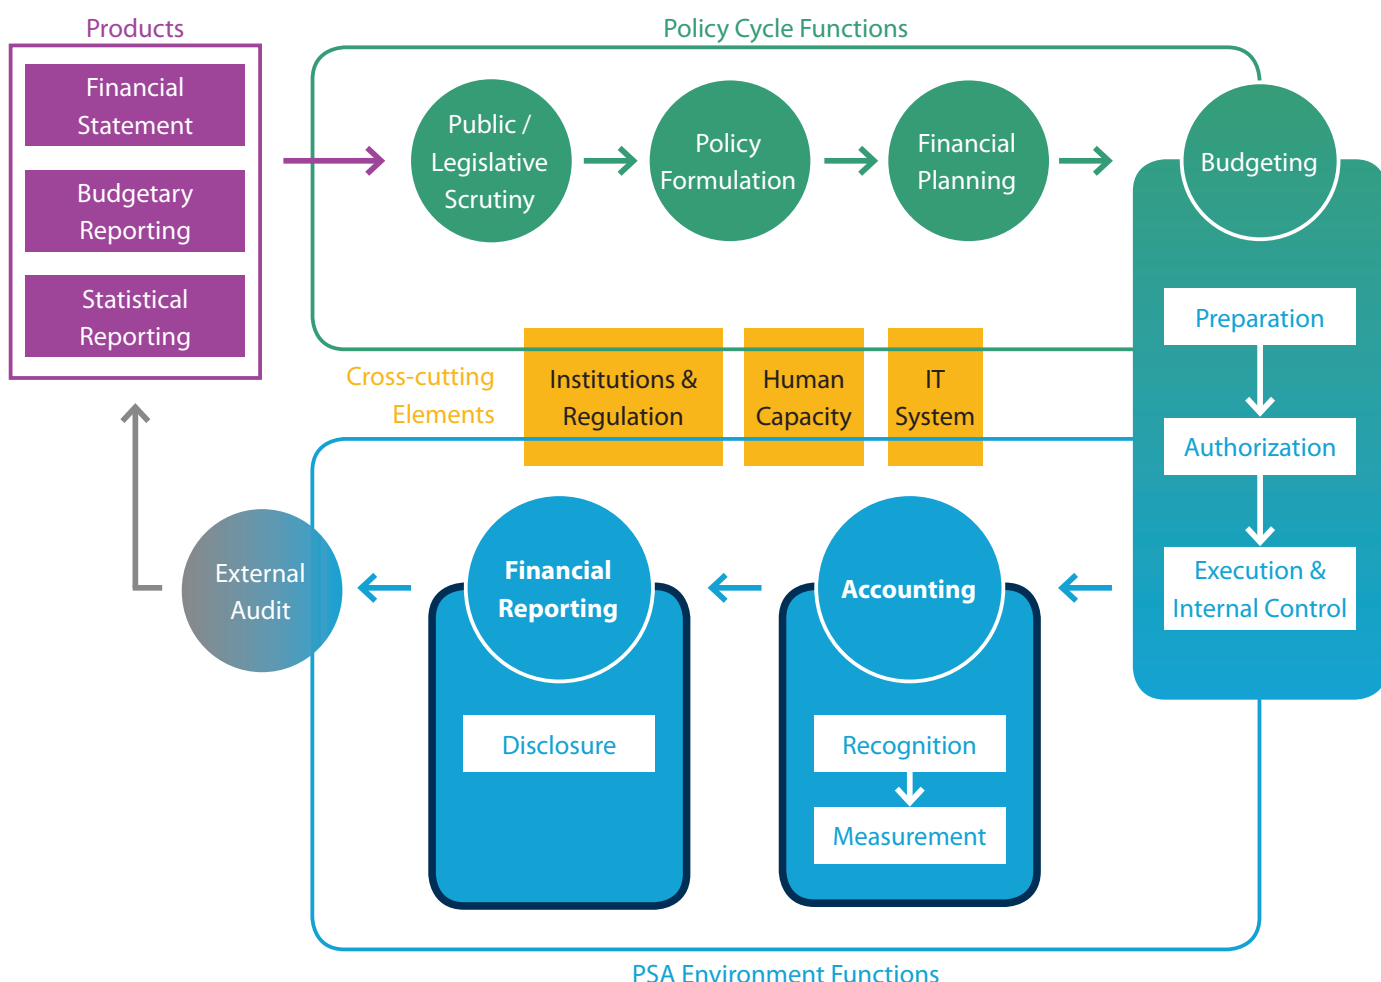 Products
Financial
Statement
Budgetary
Reporting
Statistical
Reporting
Policy Cycle Functions
Public /
Legislative
Scrutiny
Policy
Formulation
Financial
Planning
Budgeting
Preparation
Authorization
Execution &
Internal Control
Cross-cutting
Elements
Institutions &
Regulation
Human
Capacity
IT
System
External
Audit
Financial
Reporting
Disclosure
Accounting
Recognition
Measurement
PSA Environment Functions